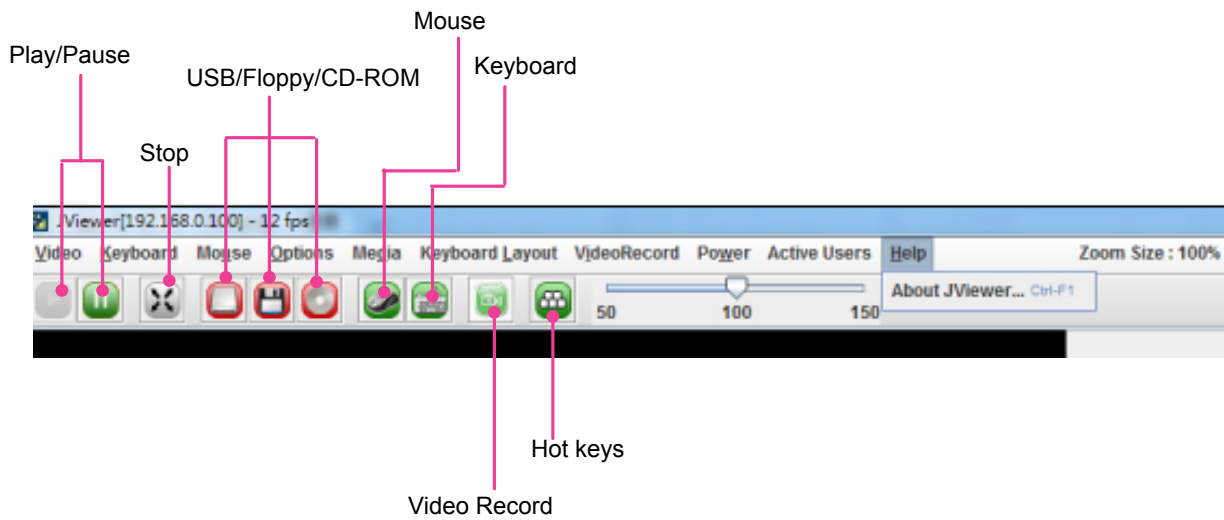 Mouse
Play/Pause
Keyboard
USB/Floppy/CD-ROM
Stop
JViewer[192.168.0.100] - 12 fps
Video Keyboard Mouse Options Media Keyboard Layout VideoRecord Power Active Users Help Zoom Size : 100%
About JViewer... Ctrl-F1
50 100 150
Hot keys
Video Record